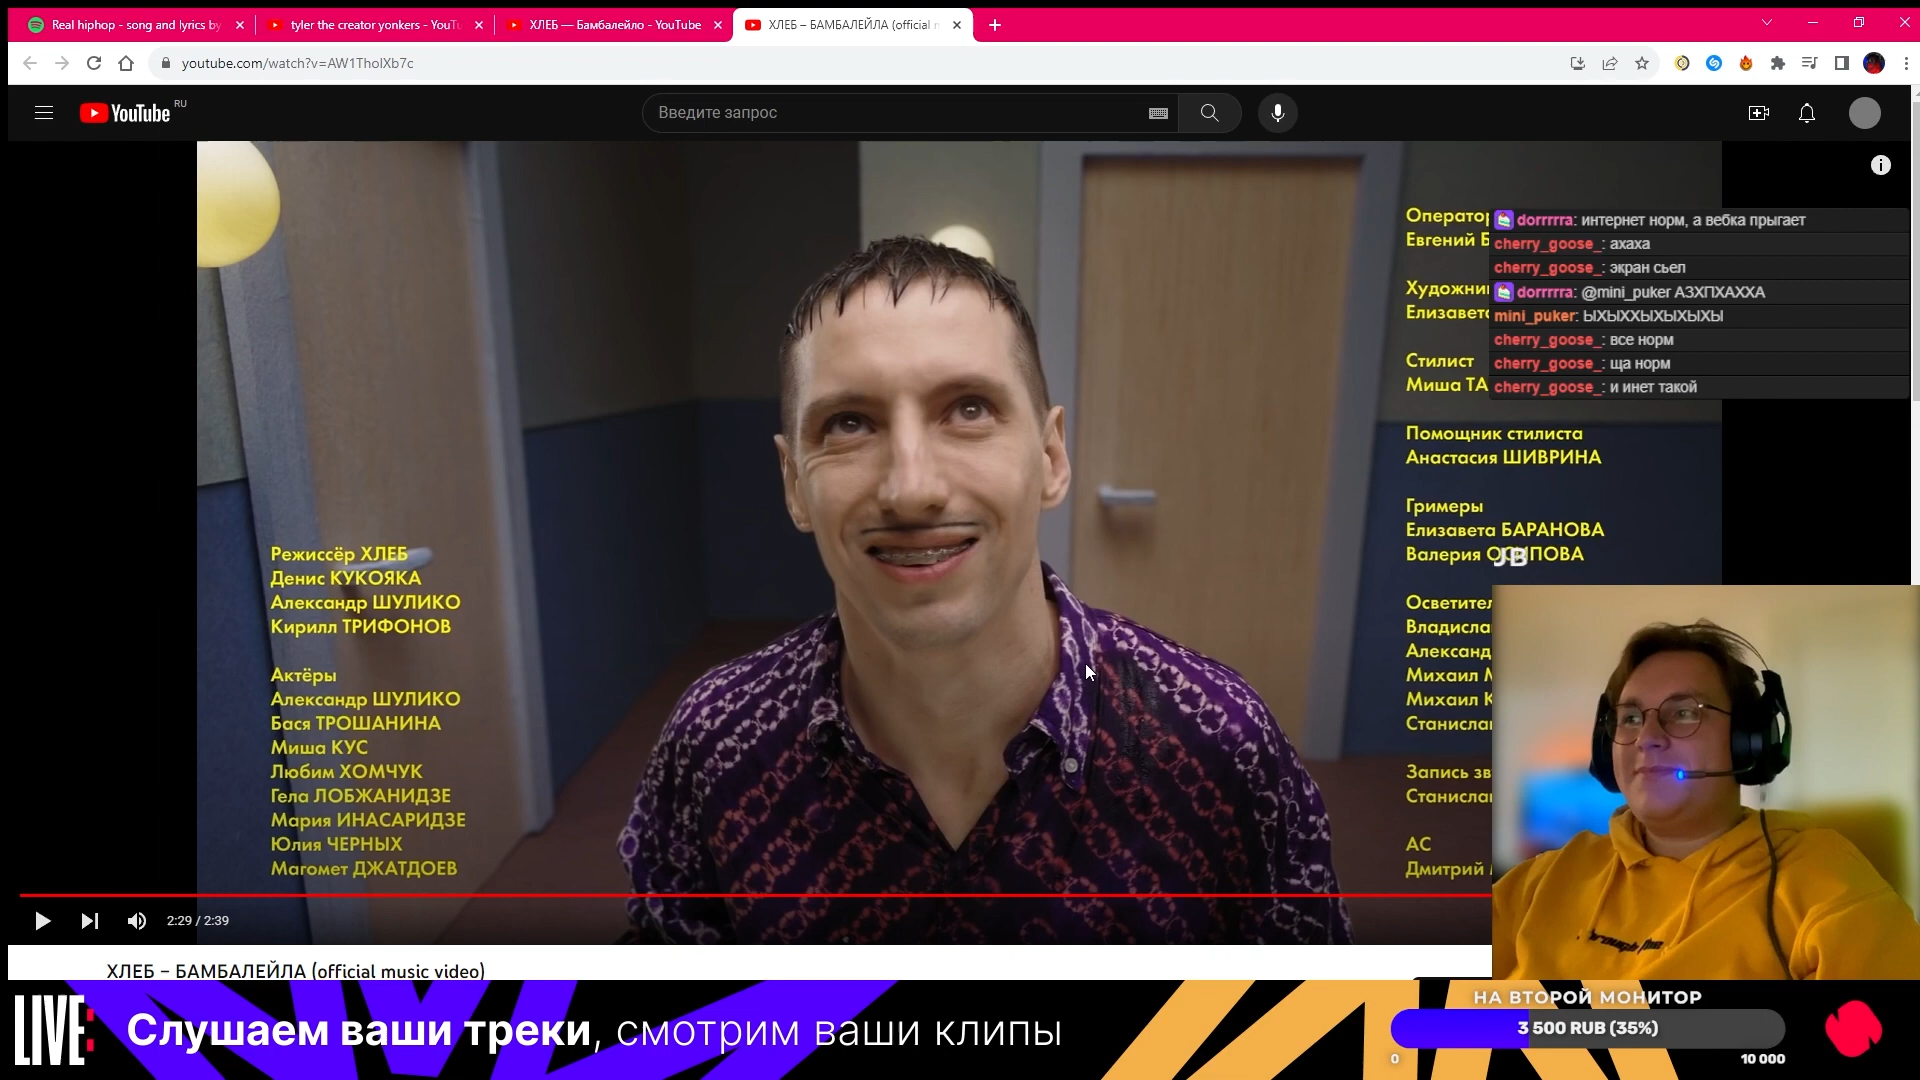 Real hiphop - song and lyrics by
tyler the creator yonkers - YouTu
ХЛЕБ — Бамбалейло - YouTube
ХЛЕБ – БАМБАЛЕЙЛА (official m
youtube.com/watch?v=AW1TholXb7c
YouTube RU
Введите запрос
Режиссёр ХЛЕБ
Денис КУКОЯКА
Александр ШУЛИКО
Кирилл ТРИФОНОВ
Актёры
Александр ШУЛИКО
Бася ТРОШАНИНА
Миша КУС
Любим ХОМЧУК
Гела ЛОБЖАНИДЗЕ
Мария ИНАСАРИДЗЕ
Юлия ЧЕРНЫХ
Магомет ДЖАТДОЕВ
Оператор
Евгений Б
Художни
Елизавет
Стилист
Миша ТА
Помощник стилиста
Анастасия ШИВРИНА
Гримеры
Елизавета БАРАНОВА
Валерия ОСИПОВА
Осветител
Владисла
Александ
Михаил М
Михаил К
Станисла
Запись зв
Станисла
АС
Дмитрий
dorrrrra: интернет норм, а вебка прыгает
cherry_goose_: ахаха
cherry_goose_: экран сьел
dorrrrra: @mini_puker АЗХПХАХХА
mini_puker: ЫХЫХХЫХЫХЫХЫ
cherry_goose_: все норм
cherry_goose_: ща норм
cherry_goose_: и инет такой
JB
2:29 / 2:39
ХЛЕБ – БАМБАЛЕЙЛА (official music video)
LIVE:
Слушаем ваши треки, смотрим ваши клипы
НА ВТОРОЙ МОНИТОР
3 500 RUB (35%)
0
10 000